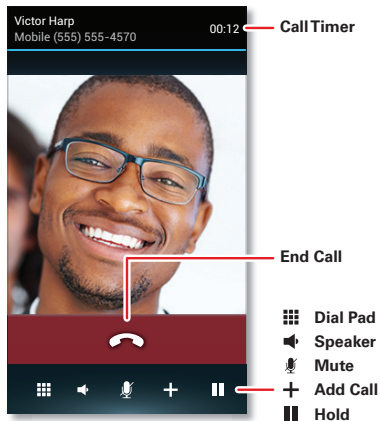 Victor Harp
Mobile (555) 555-4570
00:12
Call Timer
End Call
Dial Pad
Speaker
Mute
Add Call
Hold